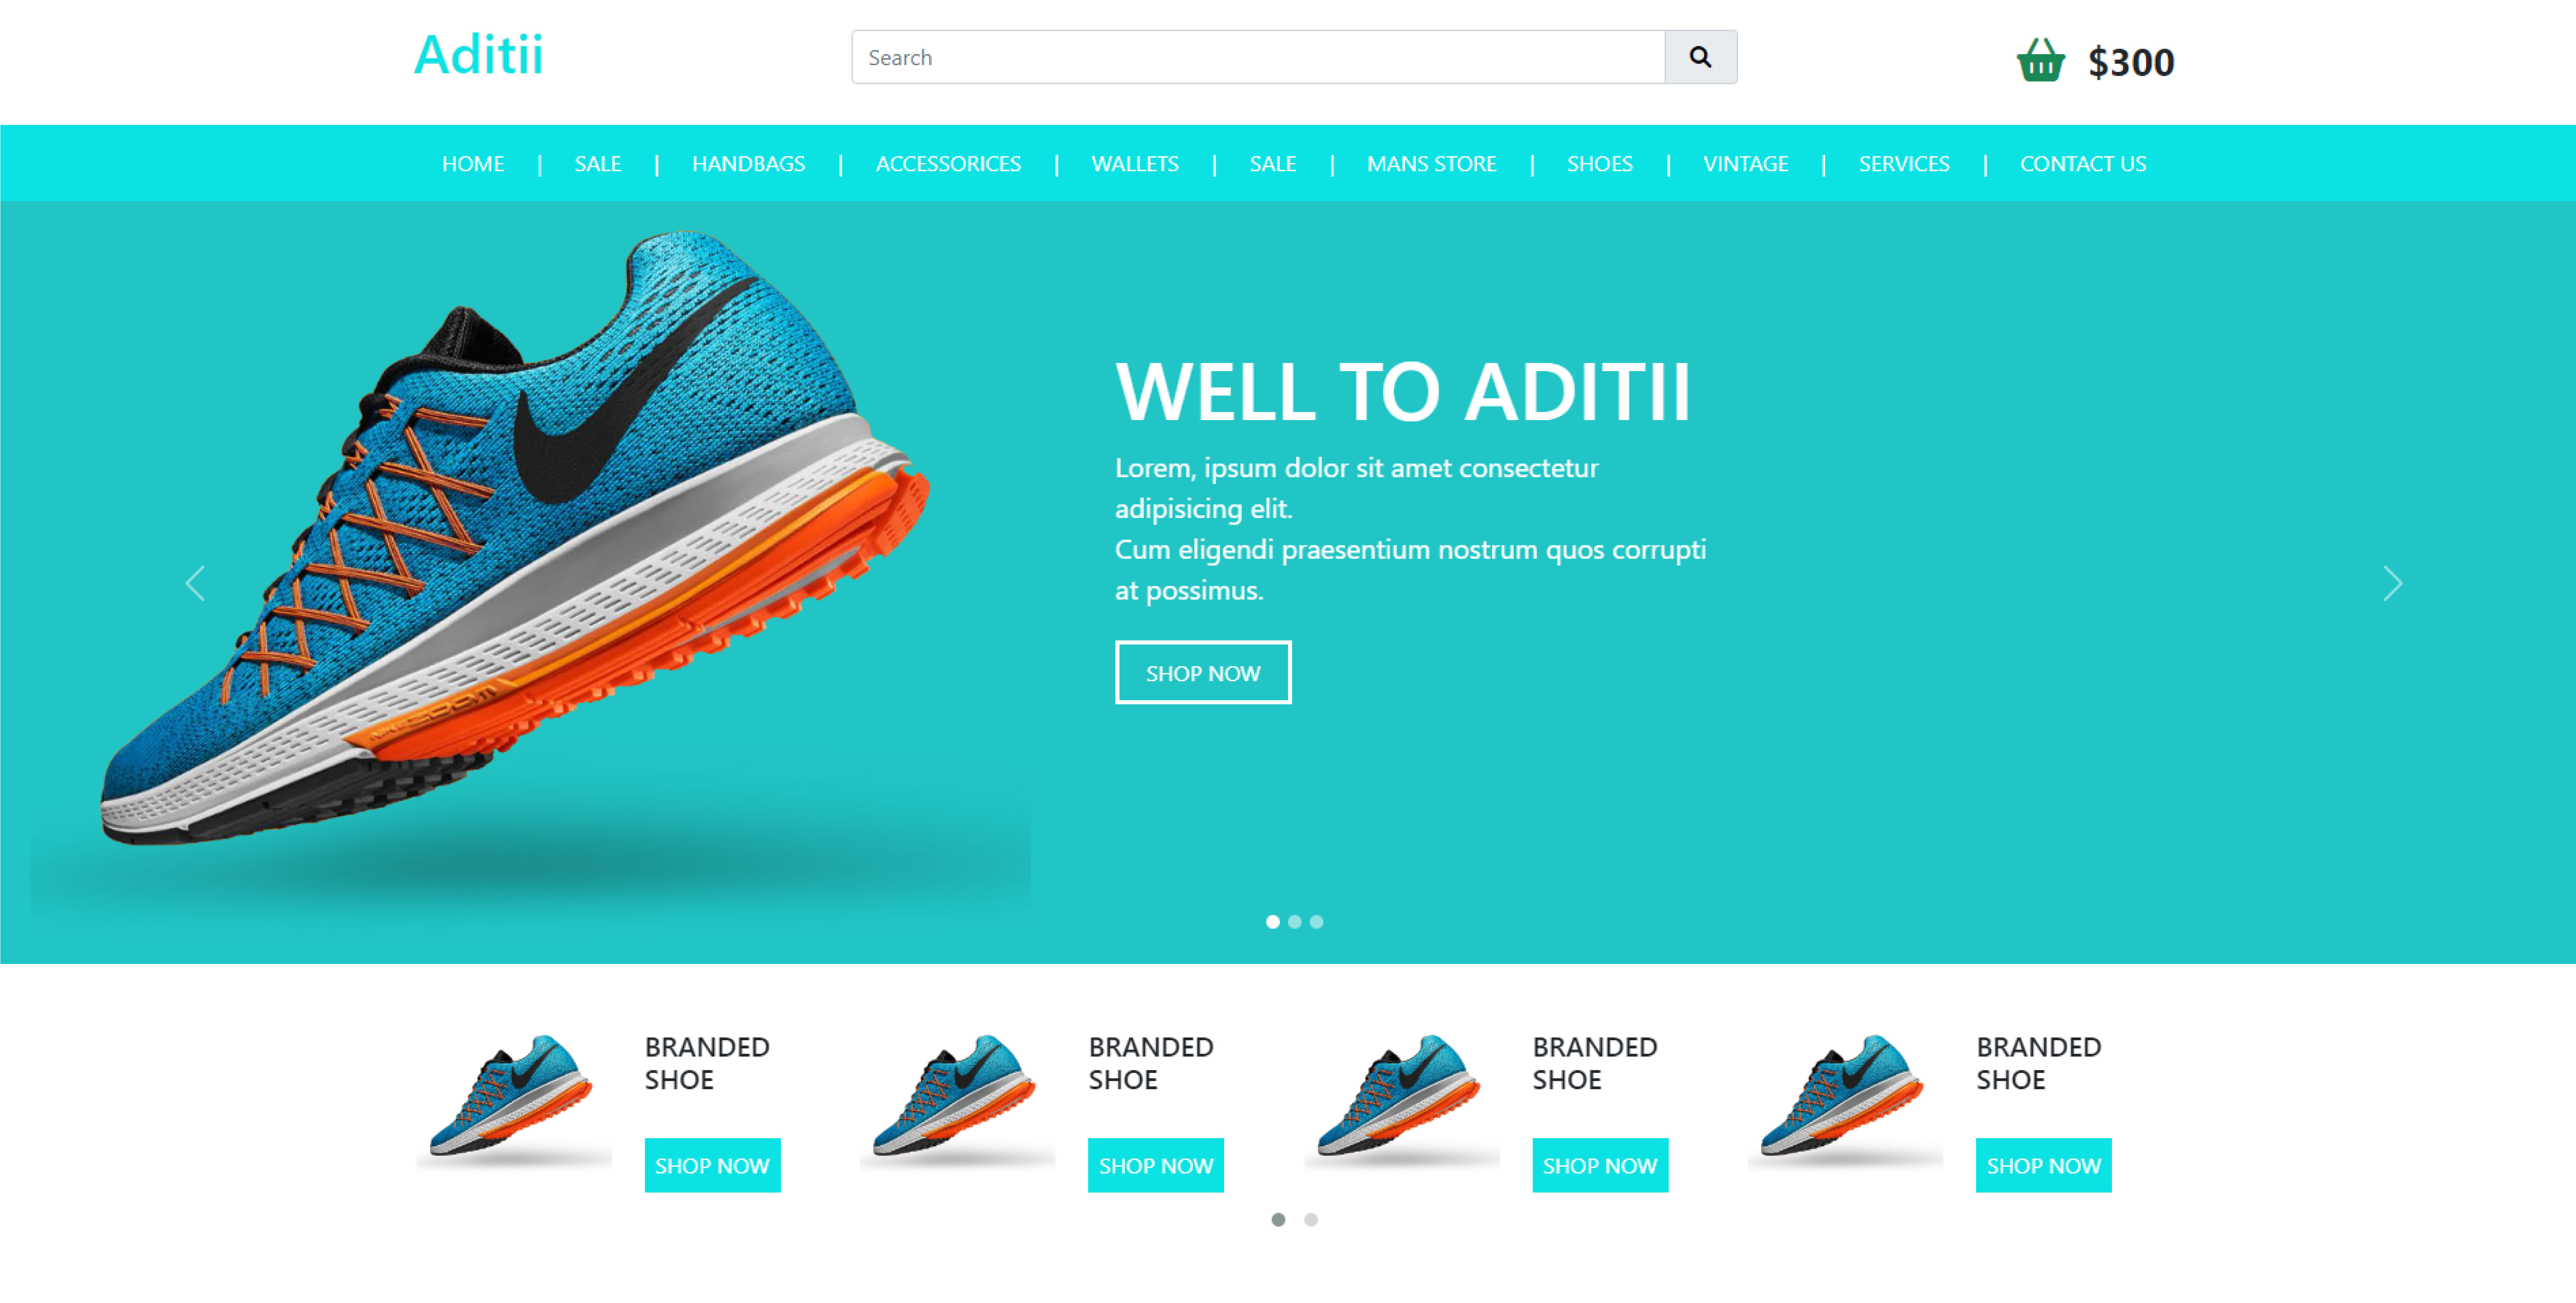 Aditii
Search
$300
HOME | SALE | HANDBAGS | ACCESSORICES | WALLETS | SALE | MANS STORE | SHOES | VINTAGE | SERVICES | CONTACT US
WELL TO ADITII
Lorem, ipsum dolor sit amet consectetur
adipisicing elit.
Cum eligendi praesentium nostrum quos corrupti
at possimus.
SHOP NOW
NIKE ZOOM
BRANDED
SHOE
SHOP NOW
BRANDED
SHOE
SHOP NOW
BRANDED
SHOE
SHOP NOW
BRANDED
SHOE
SHOP NOW